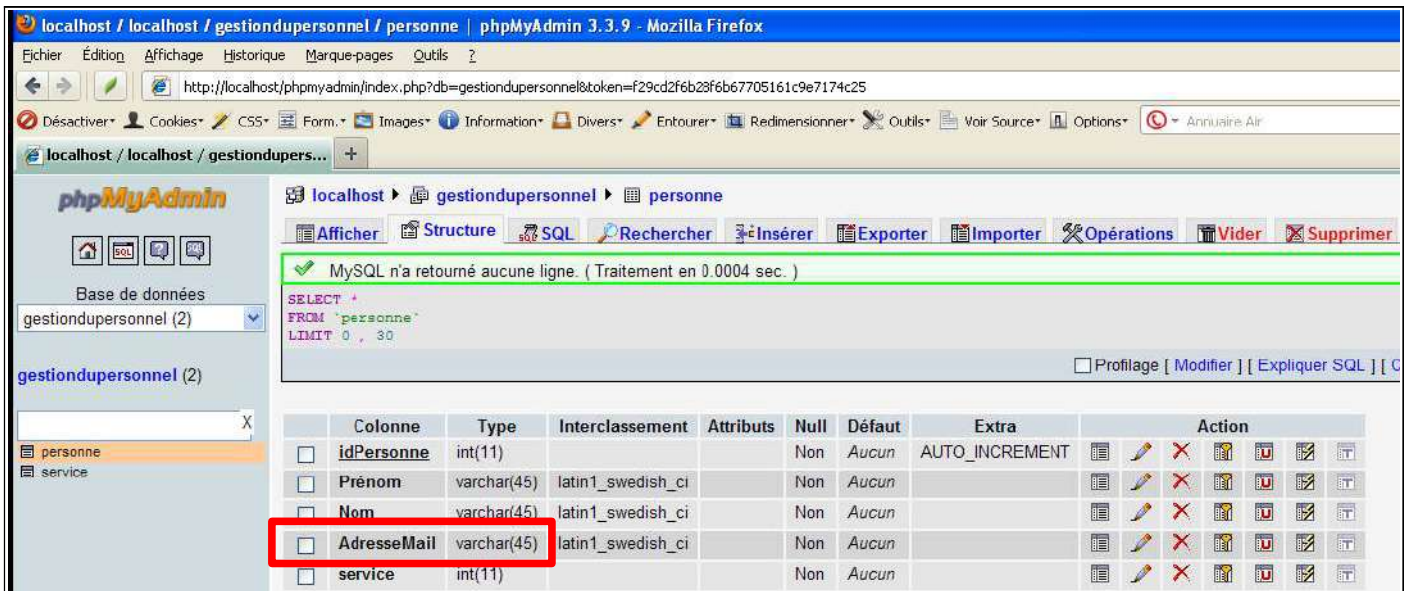 localhost / localhost / gestiondupersonnel / personne | phpMyAdmin 3.3.9 - Mozilla Firefox
Fichier Édition Affichage Historique Marque-pages Outils ?
http://localhost/phpmyadmin/index.php?db=gestiondupersonnel&token=f29cd2f6b28f6b67705161c9e7174c25
Désactiver Cookies CSS Form. Images Information Divers Entourer Redimensionner Outils Voir Source Options Annuaire Air
localhost / localhost / gestiondupers... +
phpMyAdmin
localhost gestiondupersonnel personne
Afficher Structure SQL Rechercher Insérer Exporter Importer Opérations Vider Supprimer
SQL
MySQL n'a retourné aucune ligne. ( Traitement en 0.0004 sec. )
Base de données
gestiondupersonnel (2)
SELECT *
FROM `personne`
LIMIT 0 , 30
Profilage [ Modifier ] [ Expliquer SQL ] [
gestiondupersonnel (2)
X
personne
service
Colonne Type Interclassement Attributs Null Défaut Extra Action
idPersonne int(11) Non Aucun AUTO_INCREMENT
Prénom varchar(45) latin1_swedish_ci Non Aucun
Nom varchar(45) latin1_swedish_ci Non Aucun
AdresseMail varchar(45) latin1_swedish_ci Non Aucun
service int(11) Non Aucun